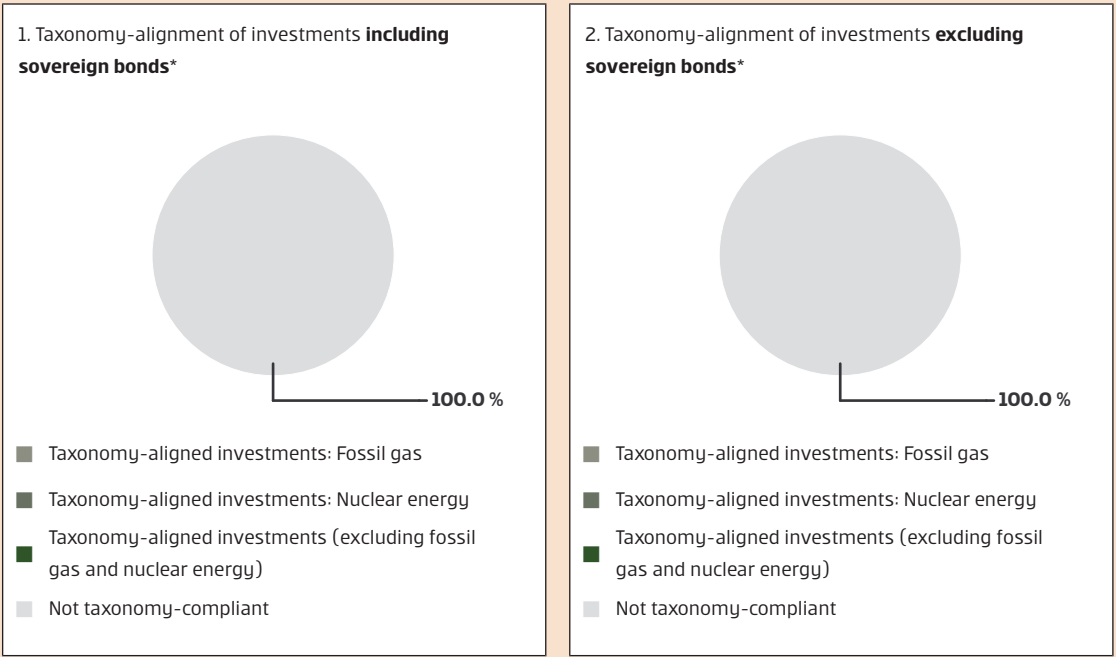 1. Taxonomy-alignment of investments including
sovereign bonds*
100.0 %
Taxonomy-aligned investments: Fossil gas
Taxonomy-aligned investments: Nuclear energy
Taxonomy-aligned investments (excluding fossil
gas and nuclear energy)
Not taxonomy-compliant
2. Taxonomy-alignment of investments excluding
sovereign bonds*
100.0 %
Taxonomy-aligned investments: Fossil gas
Taxonomy-aligned investments: Nuclear energy
Taxonomy-aligned investments (excluding fossil
gas and nuclear energy)
Not taxonomy-compliant